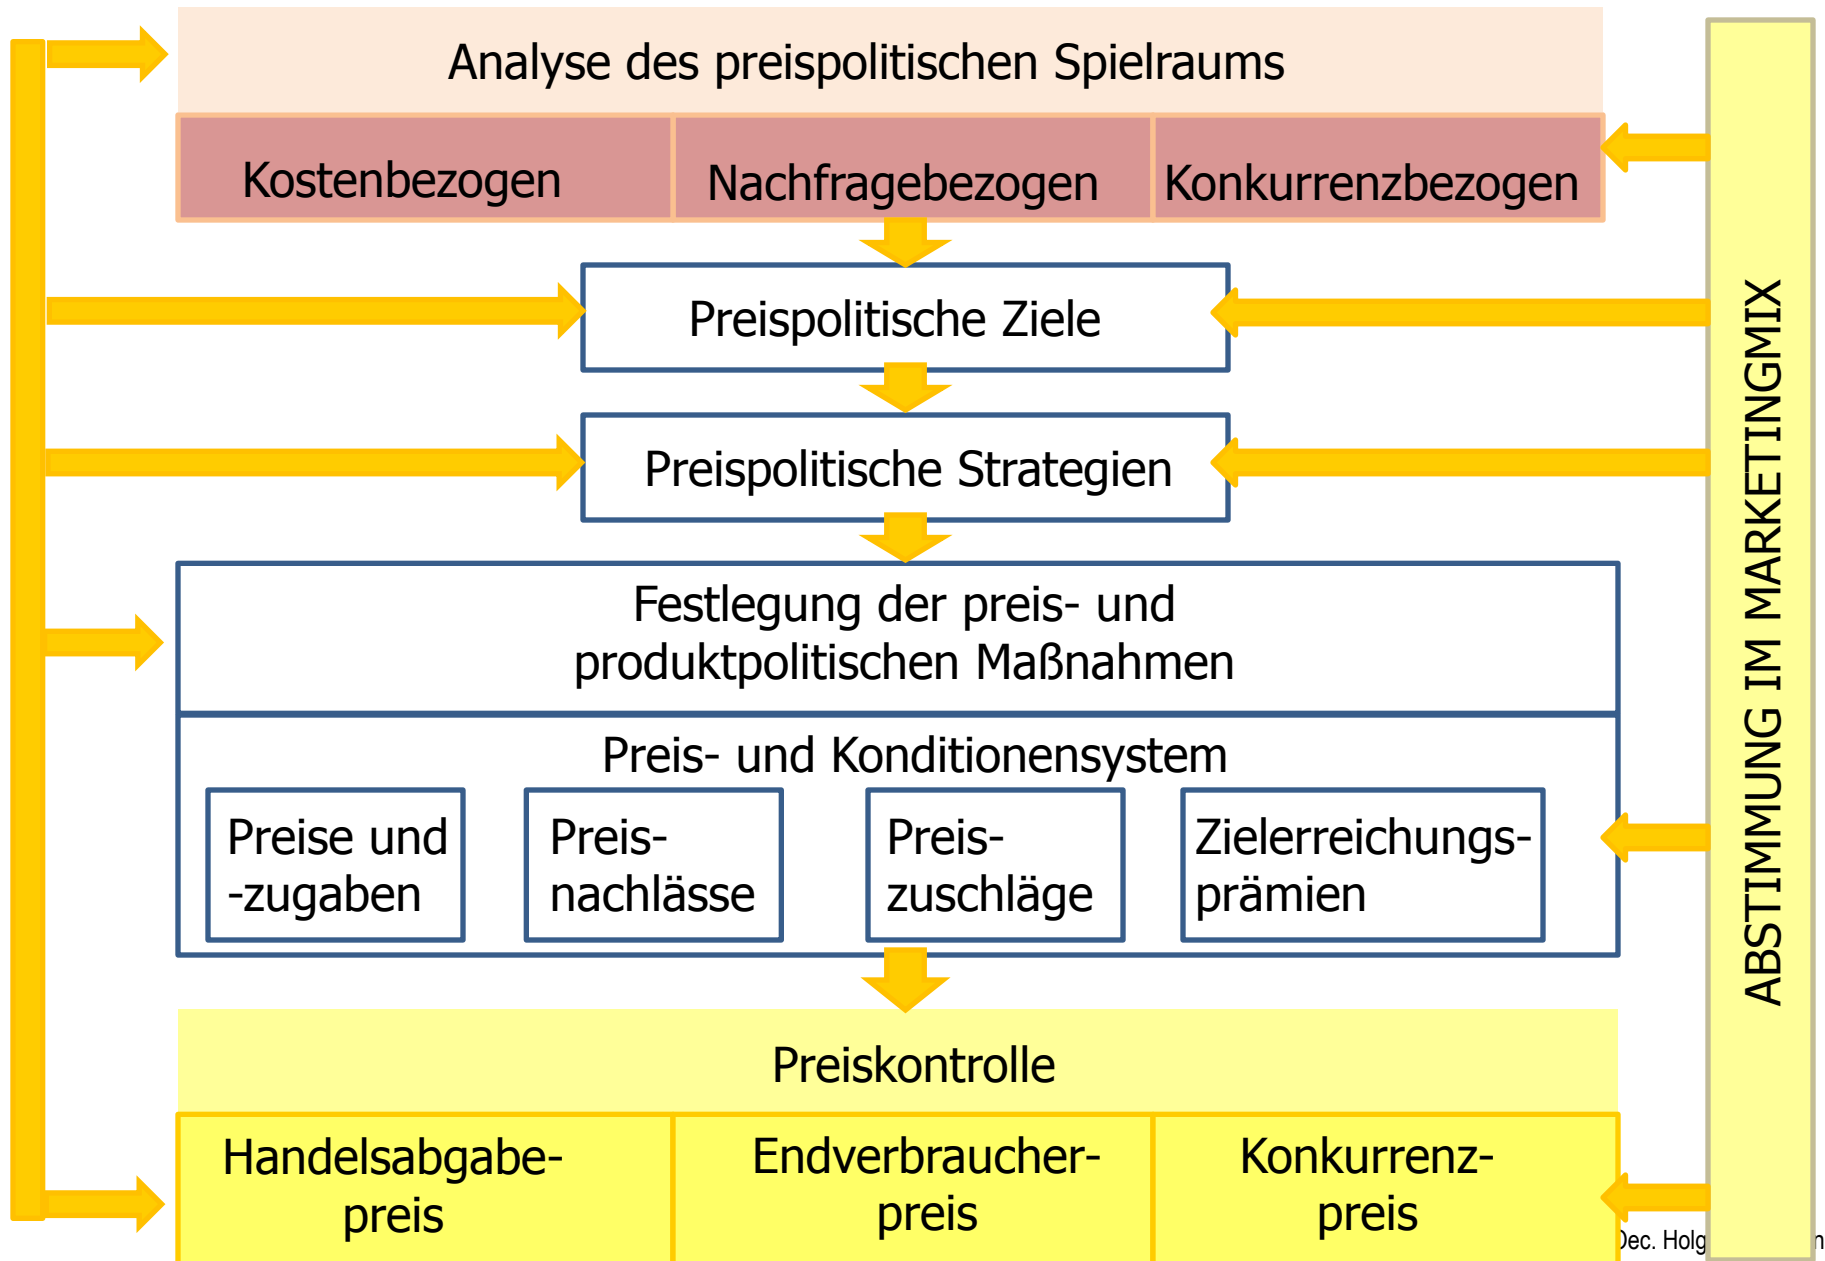 Analyse des preispolitischen Spielraums
Kostenbezogen
Nachfragebezogen
Konkurrenzbezogen
Preispolitische Ziele
Preispolitische Strategien
Festlegung der preis- und
produktpolitischen Maßnahmen
Preis- und Konditionensystem
Preise und
-zugaben
Preis-
nachlässe
Preis-
zuschläge
Zielerreichungs-
prämien
Preiskontrolle
Handelsabgabe-
preis
Endverbraucher-
preis
Konkurrenz-
preis
ABSTIMMUNG IM MARKETINGMIX